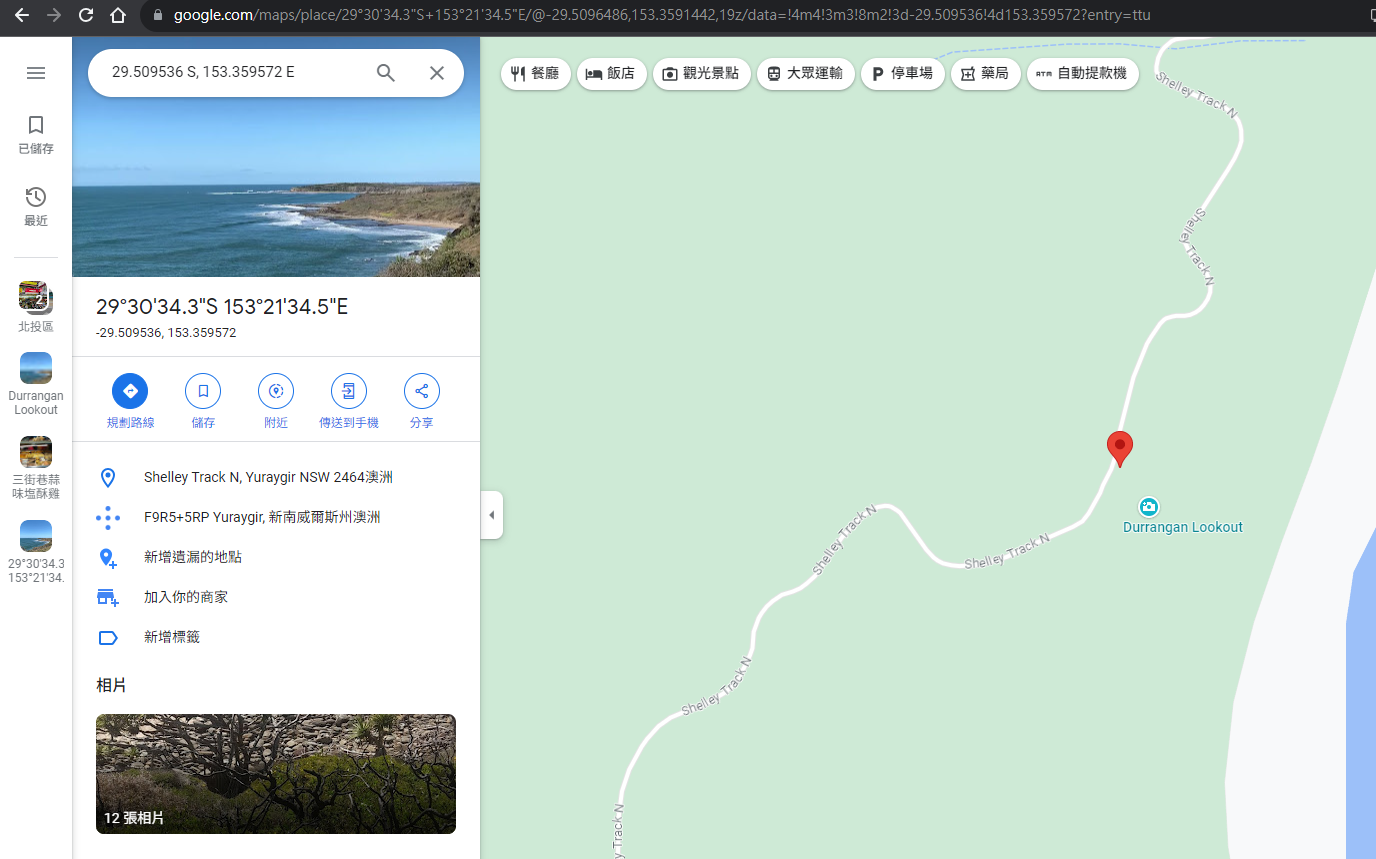 google.com/maps/place/29°30'34.3"S+153°21'34.5"E/@-29.5096486,153.3591442,19z/data=!4m4!3m3!8m2!3d-29.509536!4d153.359572?entry=ttu
29.509536 S, 153.359572 E
餐廳
飯店
觀光景點
大眾運輸
停車場
藥局
ATM 自動提款機
已儲存
最近
2
北投區
Durrangan
Lookout
三街巷蒜
味塩酥雞
29°30'34.3
153°21'34.
29°30'34.3"S 153°21'34.5"E
-29.509536, 153.359572
規劃路線
儲存
附近
傳送到手機
分享
Shelley Track N, Yuraygir NSW 2464澳洲
F9R5+5RP Yuraygir, 新南威爾斯州澳洲
新增遺漏的地點
加入你的商家
新增標籤
相片
12 張相片
Shelley Track N
Shelley Track N
Durrangan Lookout
Shelley Track N
Shelley Track N
Shelley Track N
y Track N